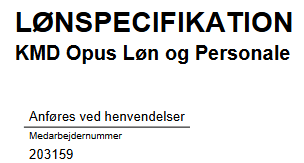 LØNSPECIFIKATION
KMD Opus Løn og Personale
Anføres ved henvendelser
Medarbejdernummer
203159